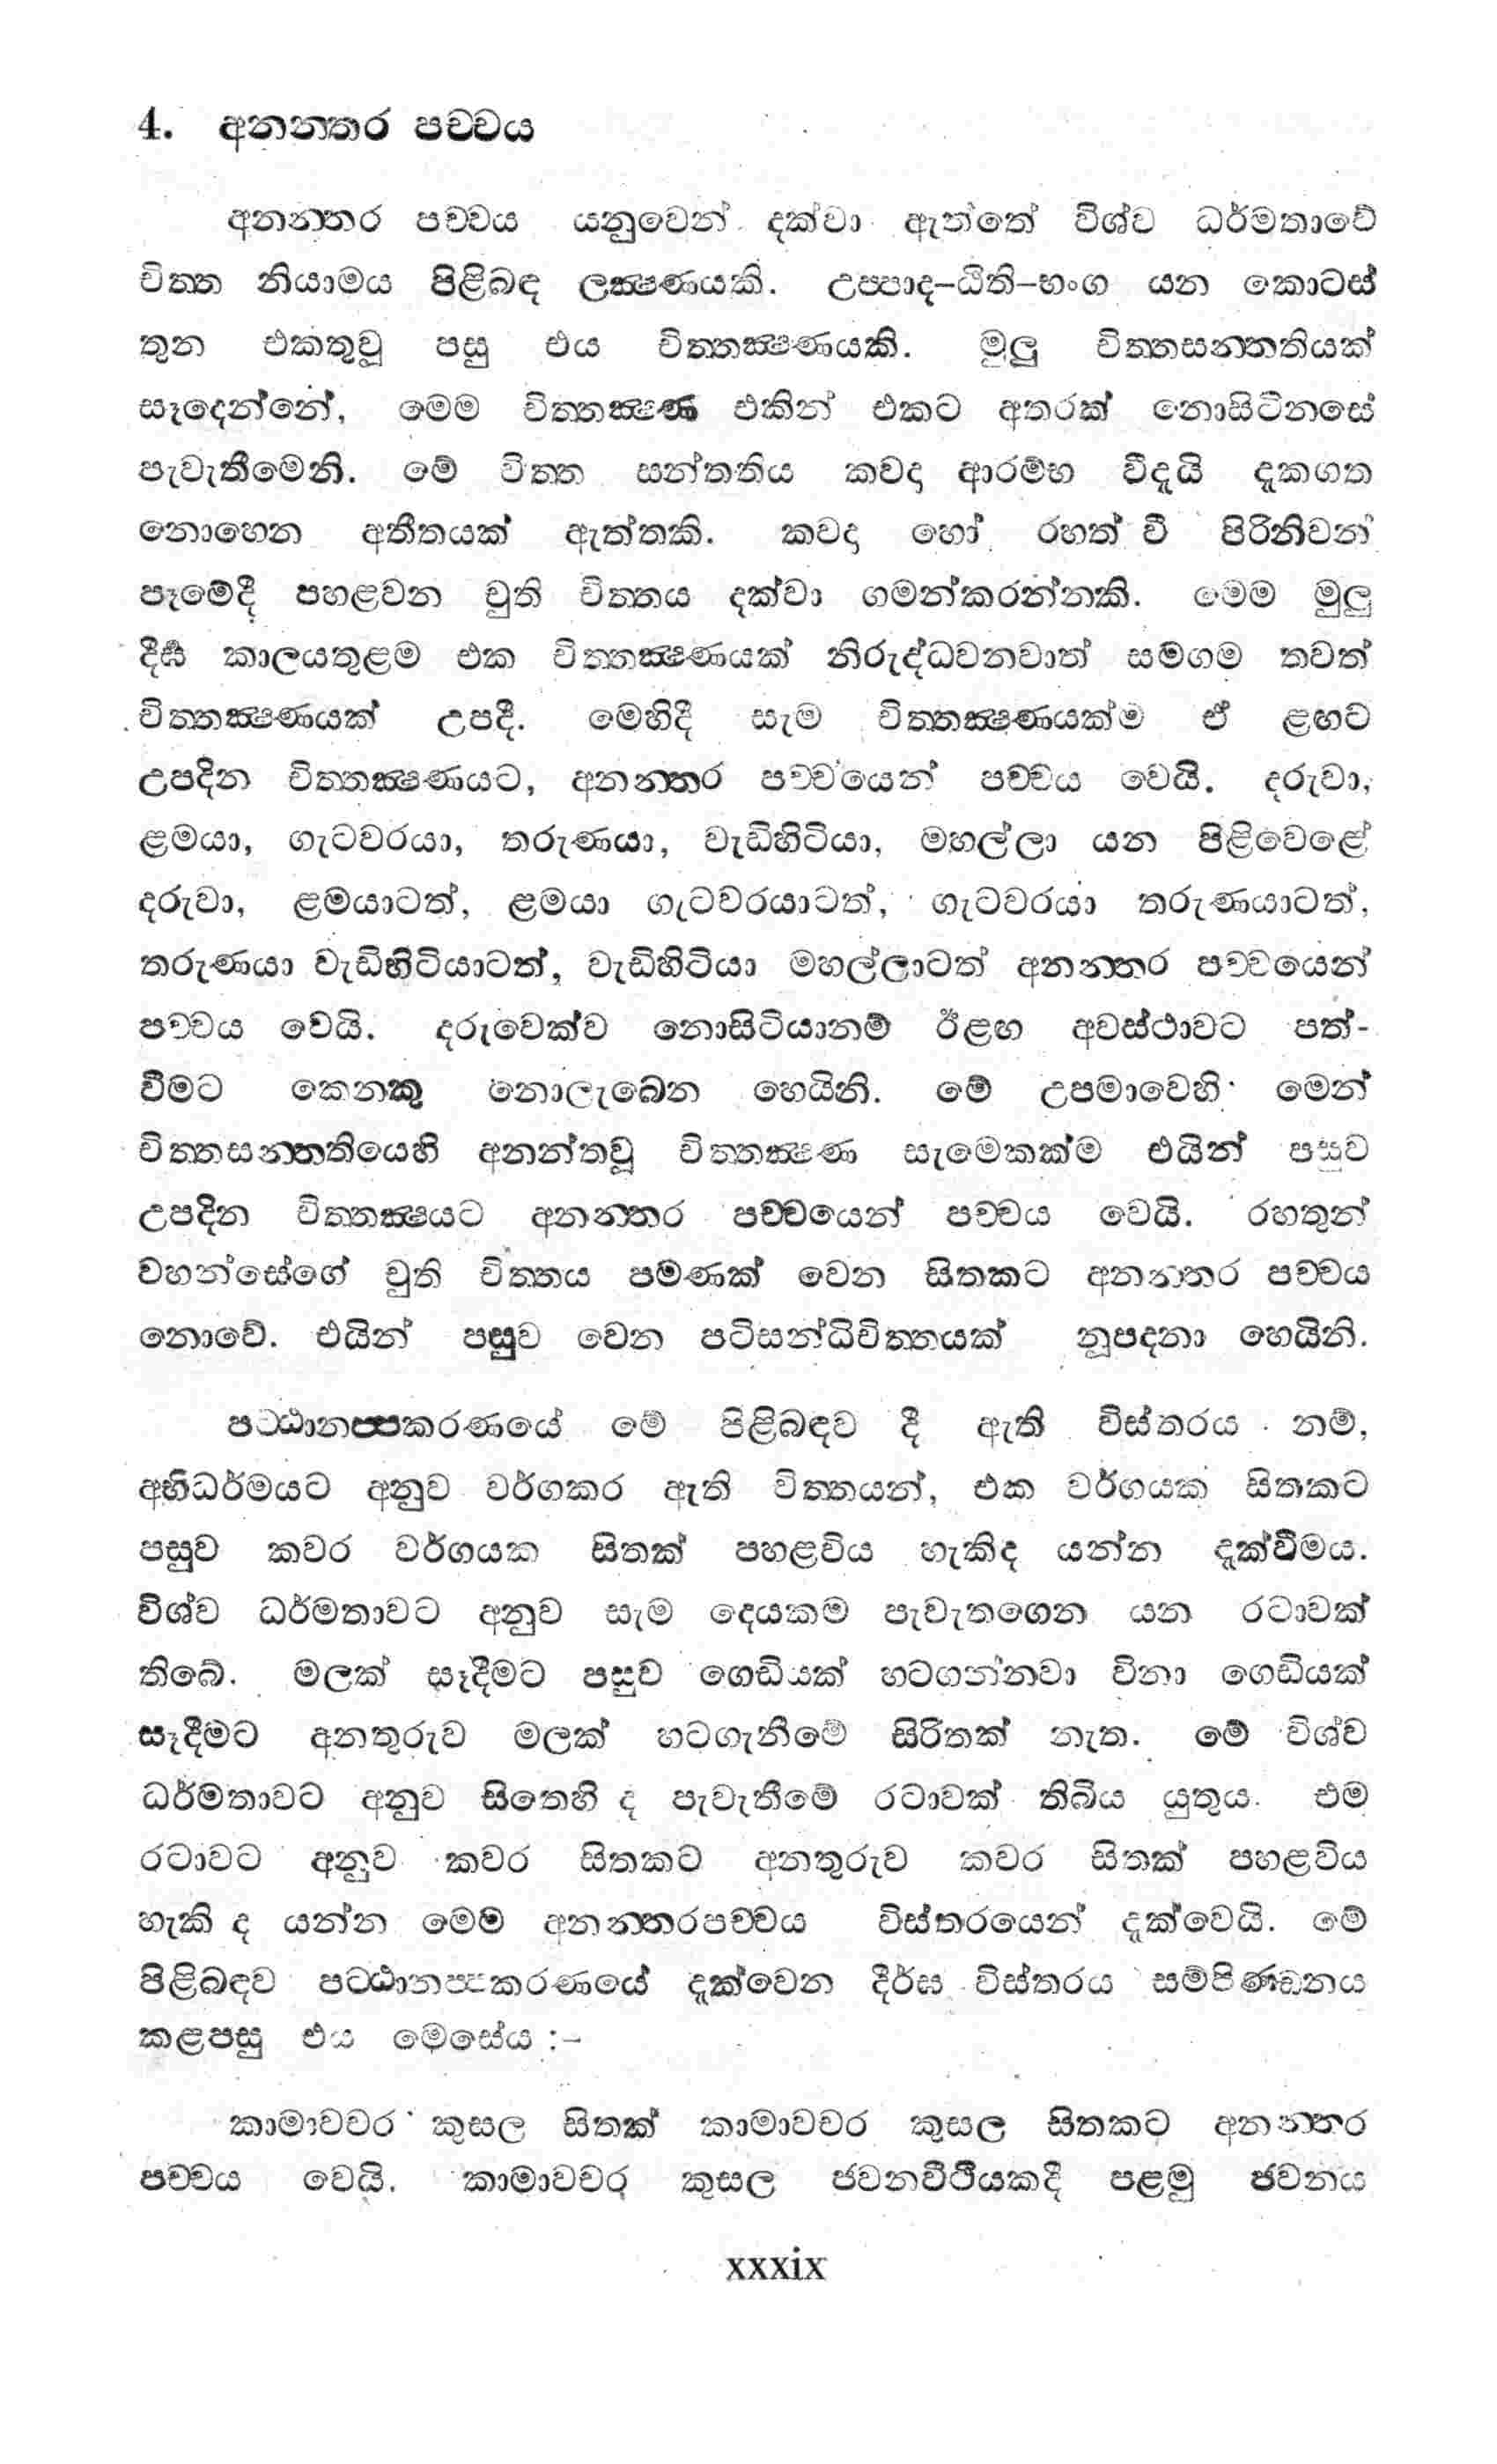 4. අනන්තර පච්චය
අනන්තර පච්චය යනුවෙන් දක්වා ඇත්තේ විශ්ව ධර්මතාවේ
චිත්ත නියාමය පිළිබඳ ලක්ෂණයකි. උප්පාද–ඨිති–භංග යන කොටස්
තුන එකතුවූ පසු එය චිත්තක්ෂණයකි. මුලු චිත්තසන්තතියක්
සෑදෙන්නේ, මෙම චිත්තක්ෂණ එකින් එකට අතරක් නොසිටිනසේ
පැවැතීමෙනි. මේ චිත්ත සන්තතිය කවදා ආරම්භ වීදැයි දැකගත
නොහෙන අතීතයක් ඇත්තකි. කවදා හෝ රහත් වී පිරිනිවන්
පෑමේදී පහළවන චුති චිත්තය දක්වා ගමන්කරන්නකි. මෙම මුලු
දීර්ඝ කාලයතුළම එක චිත්තක්ෂණයක් නිරුද්ධවනවාත් සමගම තවත්
චිත්තක්ෂණයක් උපදී. මෙහිදී සැම චිත්තක්ෂණයක්ම ඒ ළඟට
උපදින චිත්තක්ෂණයට, අනන්තර පච්චයෙන් පච්චය වෙයි. දරුවා,
ළමයා, ගැටවරයා, තරුණයා, වැඩිහිටියා, මහල්ලා යන පිළිවෙළේ
දරුවා, ළමයාටත්, ළමයා ගැටවරයාටත්, ගැටවරයා තරුණයාටත්,
තරුණයා වැඩිහිටියාටත්, වැඩිහිටියා මහල්ලාටත් අනන්තර පච්චයෙන්
පච්චය වෙයි. දරුවෙක්ව නොසිටියානම් ඊළඟ අවස්ථාවට පත්-
වීමට කෙනකු නොලැබෙන හෙයිනි. මේ උපමාවෙහි මෙන්
චිත්තසන්තතියෙහි අනන්තවූ චිත්තක්ෂණ සැමෙකක්ම එයින් පසුව
උපදින චිත්තක්ෂයට අනන්තර පච්චයෙන් පච්චය වෙයි. රහතුන්
වහන්සේගේ චුති චිත්තය පමණක් වෙන සිතකට අනන්තර පච්චය
නොවේ. එයින් පසුව වෙන පටිසන්ධිචිත්තයක් නූපදනා හෙයිනි.
පට්ඨානප්පකරණයේ මේ පිළිබඳව දී ඇති විස්තරය නම්,
අභිධර්මයට අනුව වර්ගකර ඇති චිත්තයන්, එක වර්ගයක සිතකට
පසුව කවර වර්ගයක සිතක් පහළවිය හැකිද යන්න දැක්වීමය.
විශ්ව ධර්මතාවට අනුව සැම දෙයකම පැවැතගෙන යන රටාවක්
තිබේ. මලක් සෑදීමට පසුව ගෙඩියක් හටගන්නවා විනා ගෙඩියක්
සෑදීමට අනතුරුව මලක් හටගැනීමේ සිරිතක් නැත. මේ විශ්ව
ධර්මතාවට අනුව සිතෙහි ද පැවැතීමේ රටාවක් තිබිය යුතුය. එම
රටාවට අනුව කවර සිතකට අනතුරුව කවර සිතක් පහළවිය
හැකි ද යන්න මෙම අනන්තරපච්චය විස්තරයෙන් දැක්වෙයි. මේ
පිළිබඳව පට්ඨානප්පකරණයේ දැක්වෙන දීර්ඝ විස්තරය සම්පිණ්ඩනය
කළපසු එය මෙසේය :–
කාමාවචර කුසල සිතක් කාමාවචර කුසල සිතකට අනන්තර
පච්චය වෙයි. කාමාවචර කුසල ජවනවීථියකදී පළමු ජවනය
xxxix